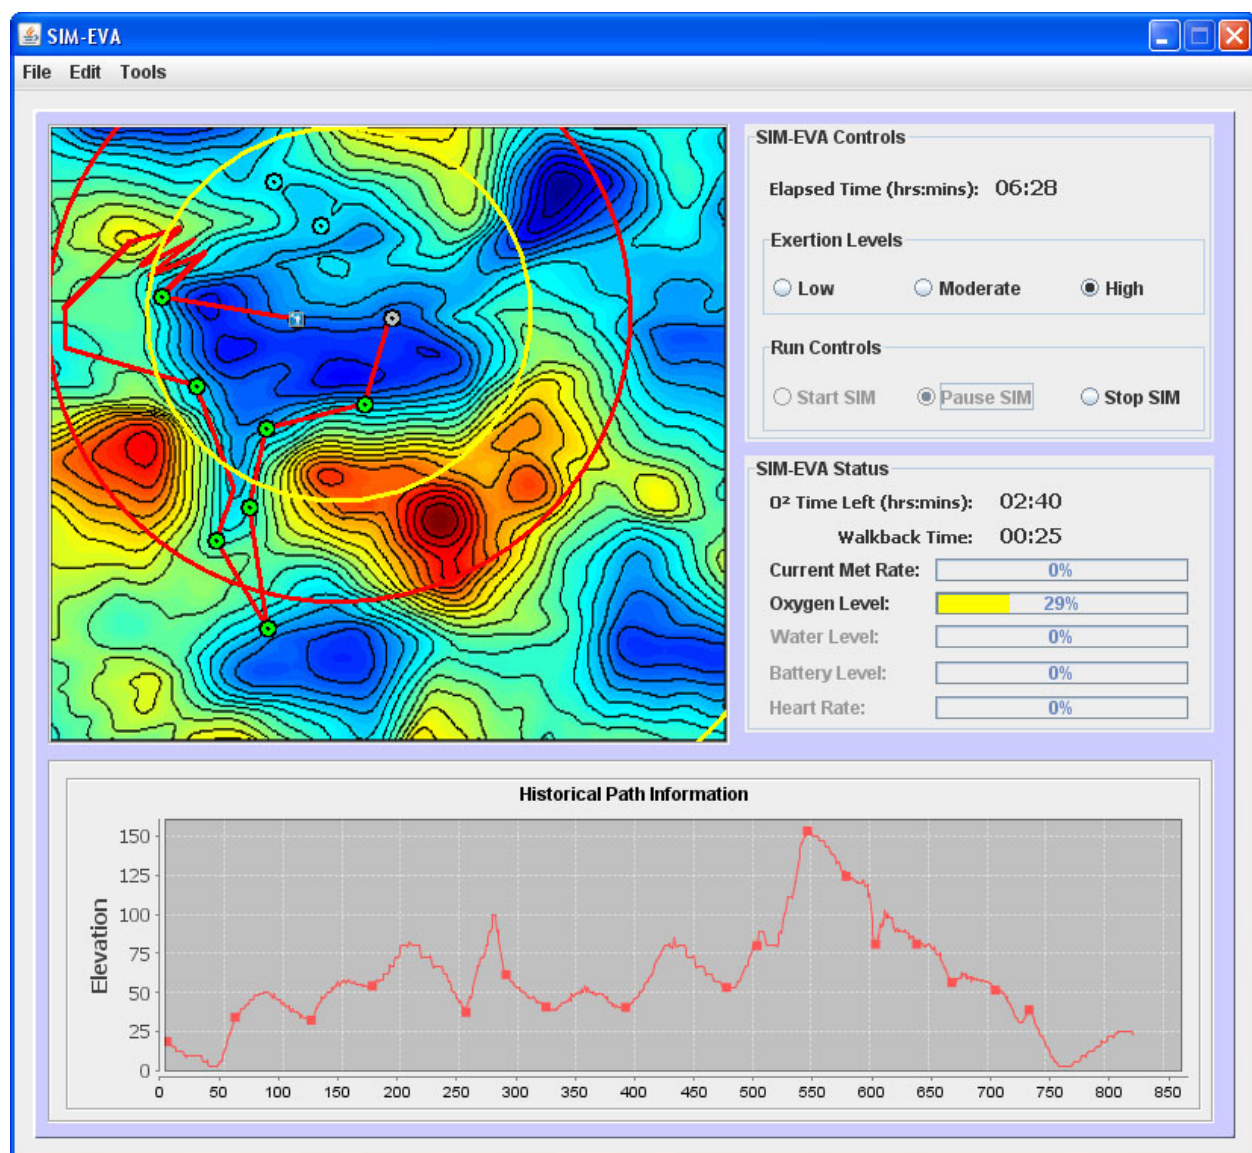 SIM-EVA
File Edit Tools
SIM-EVA Controls
Elapsed Time (hrs:mins): 06:28
Exertion Levels
Low Moderate High
Run Controls
Start SIM Pause SIM Stop SIM
SIM-EVA Status
O² Time Left (hrs:mins): 02:40
Walkback Time: 00:25
Current Met Rate: 0%
Oxygen Level: 29%
Water Level: 0%
Battery Level: 0%
Heart Rate: 0%
Historical Path Information
Elevation
150
125
100
75
50
25
0
0 50 100 150 200 250 300 350 400 450 500 550 600 650 700 750 800 850